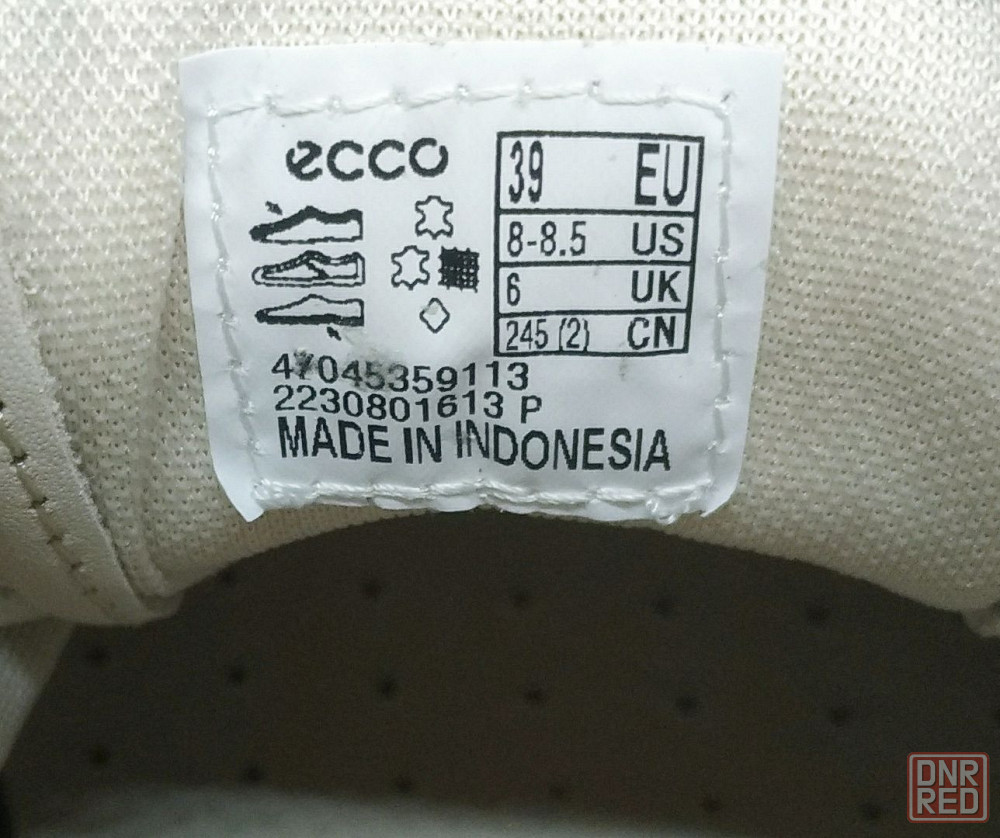 ecco
39 EU
8-8.5 US
6 UK
245 (2) CN
47045359113
2230801613 P
MADE IN INDONESIA
DNR
RED